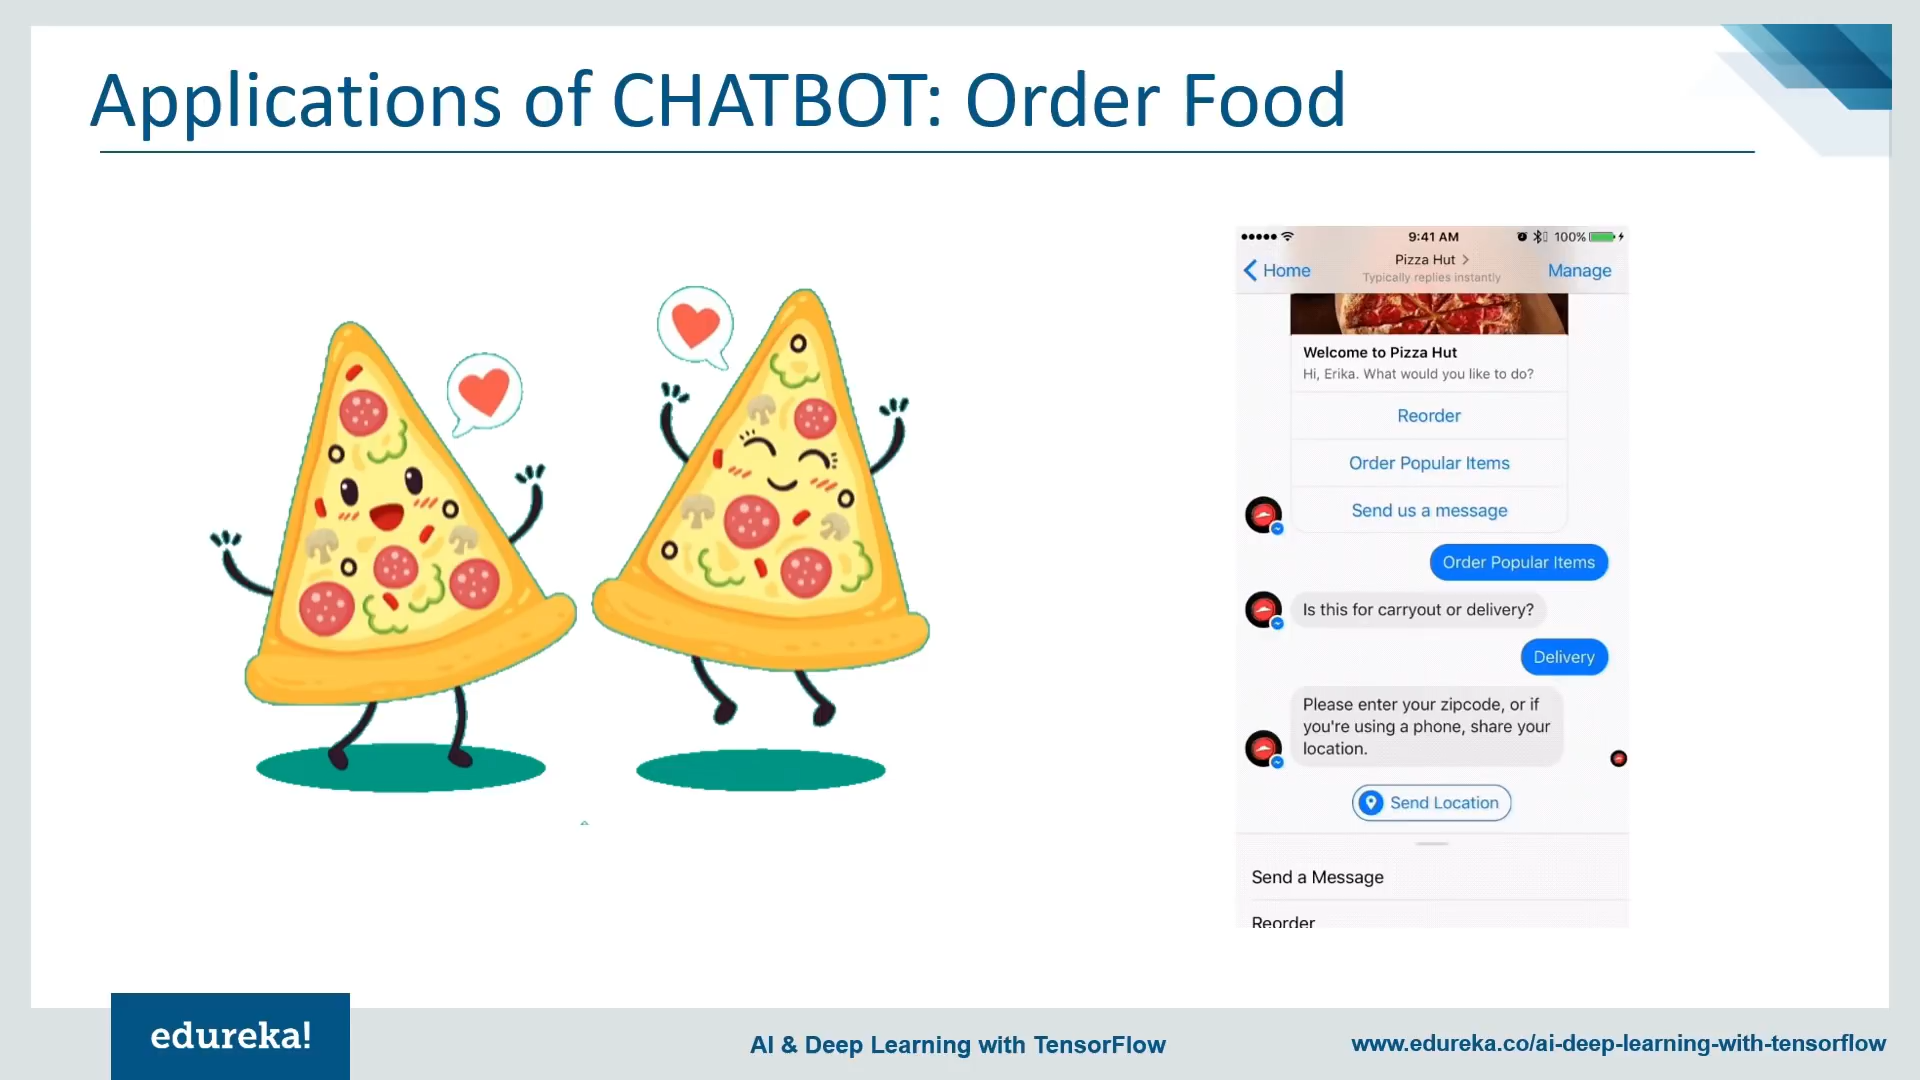 Applications of CHATBOT: Order Food
9:41 AM
100%
Home
Pizza Hut
Manage
Typically replies instantly
Welcome to Pizza Hut
Hi, Erika. What would you like to do?
Reorder
Order Popular Items
Send us a message
Order Popular Items
Is this for carryout or delivery?
Delivery
Please enter your zipcode, or if
you're using a phone, share your
location.
Send Location
Send a Message
Reorder
edureka!
AI & Deep Learning with TensorFlow
www.edureka.co/ai-deep-learning-with-tensorflow